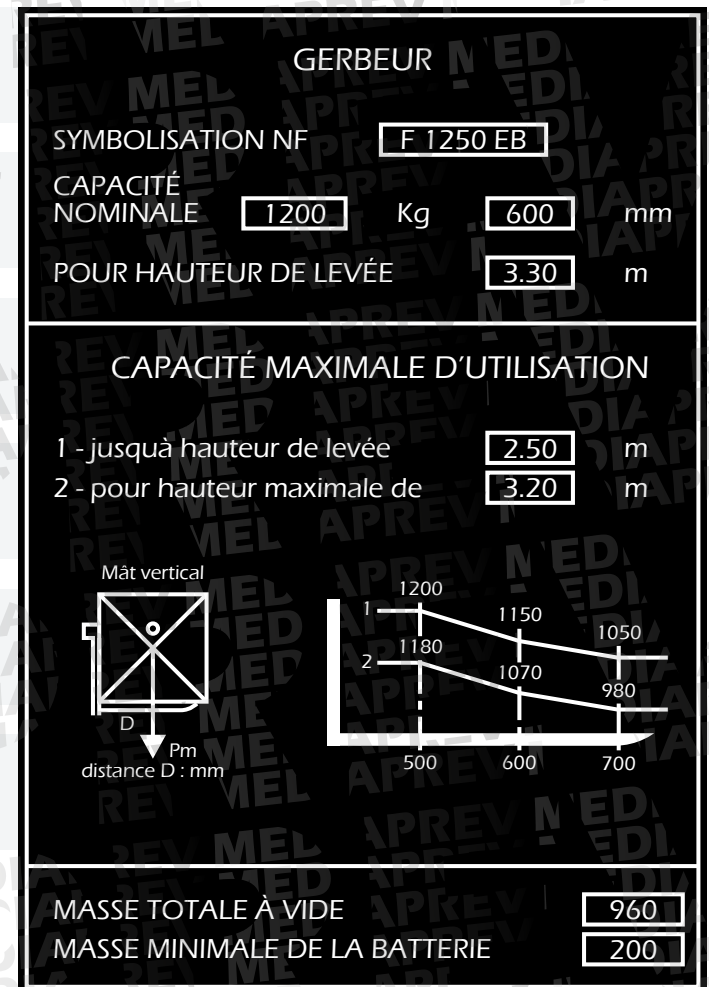 GERBEUR
SYMBOLISATION NF F 1250 EB
CAPACITÉ
NOMINALE 1200 Kg 600 mm
POUR HAUTEUR DE LEVÉE 3.30 m
CAPACITÉ MAXIMALE D'UTILISATION
1 - jusquà hauteur de levée 2.50 m
2 - pour hauteur maximale de 3.20 m
Mât vertical
D
Pm
distance D : mm
1200
1 1150
1050
1180
2 1070
980
500 600 700
MASSE TOTALE À VIDE 960
MASSE MINIMALE DE LA BATTERIE 200